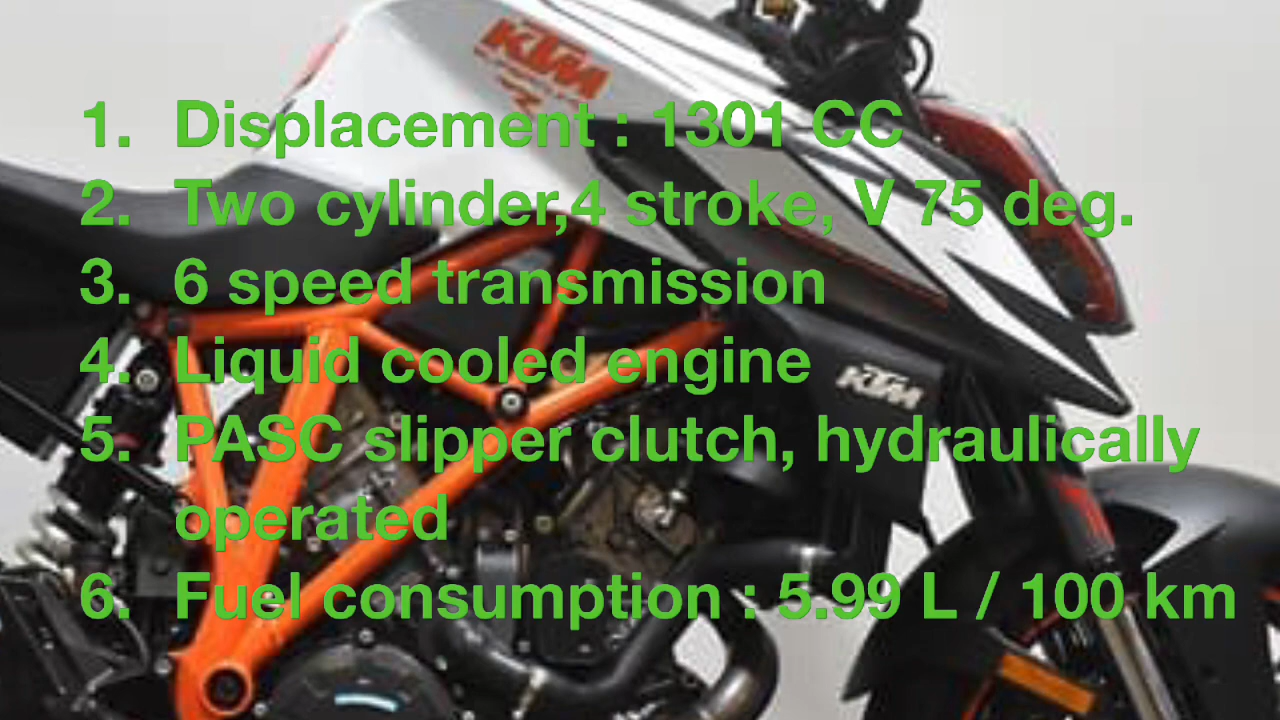 KTM
1. Displacement : 1301 CC
2. Two cylinder,4 stroke, V 75 deg.
3. 6 speed transmission
4. Liquid cooled engine
KTM
5. PASC slipper clutch, hydraulically
operated
6. Fuel consumption : 5.99 L / 100 km